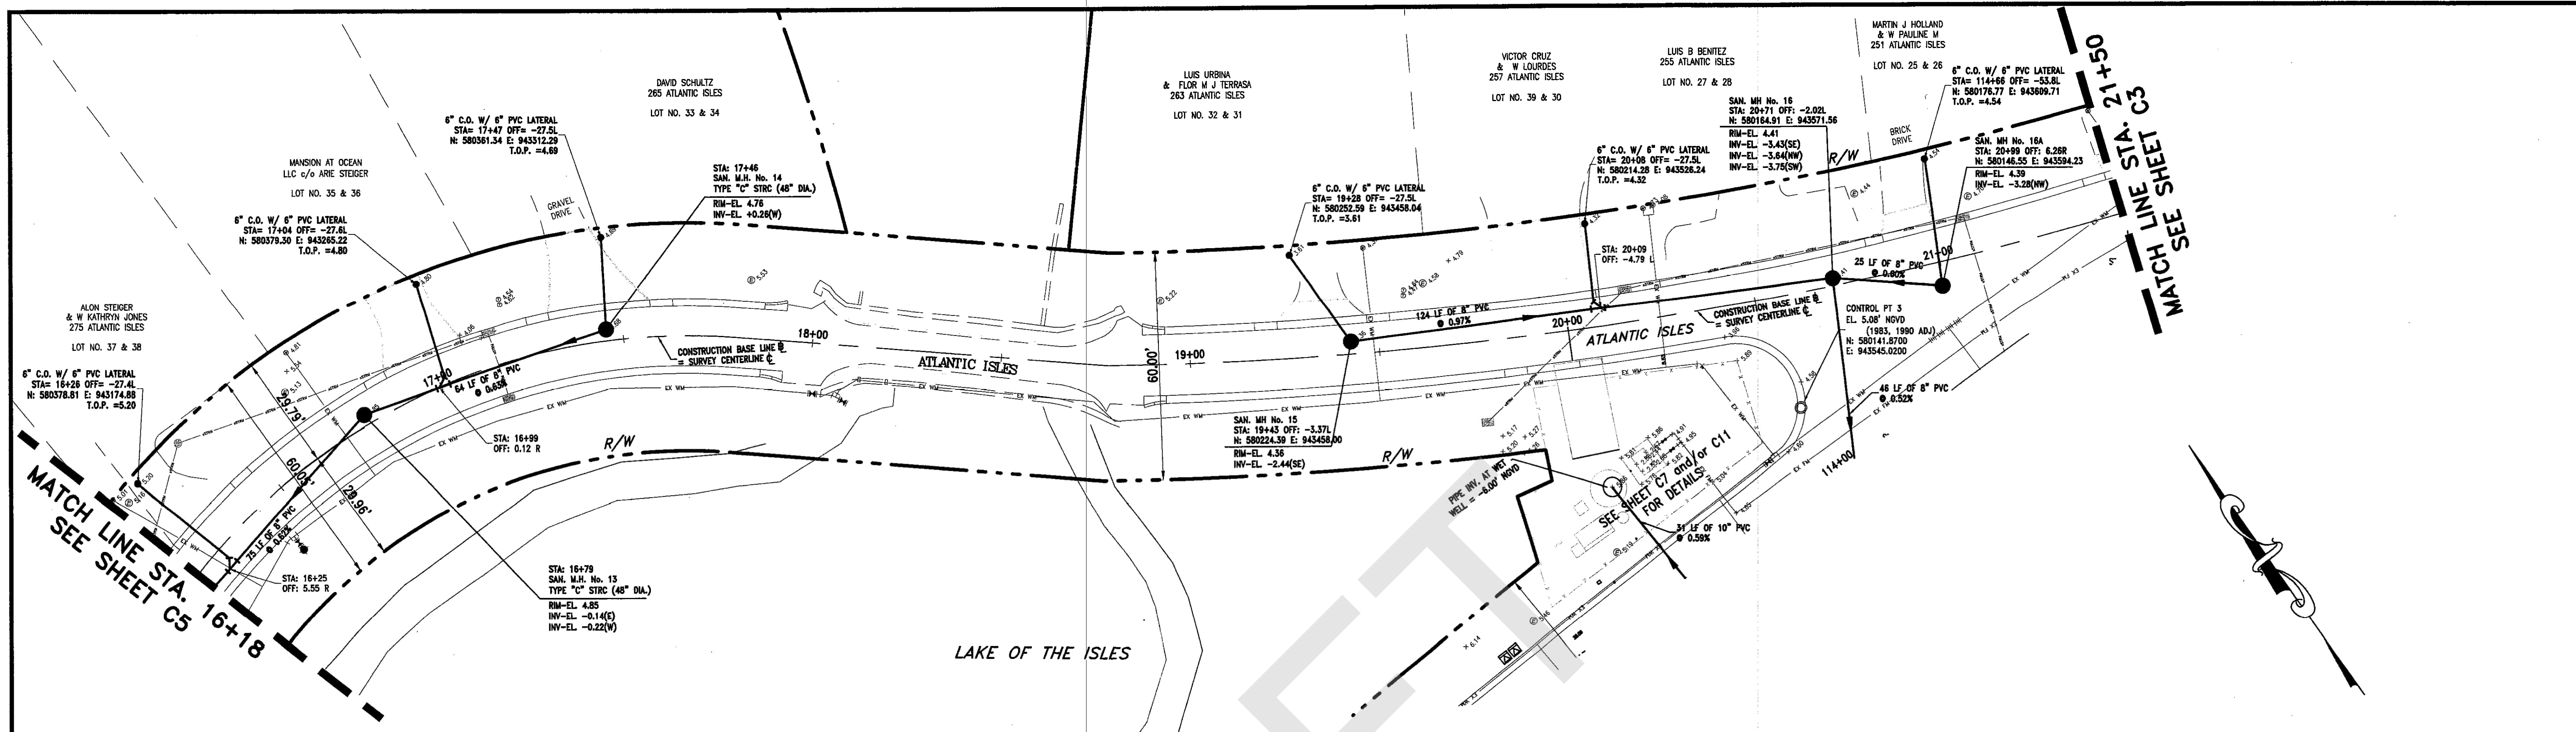 ALON STEIGER
& W KATHRYN JONES
275 ATLANTIC ISLES
LOT NO. 37 & 38
6" C.O. W/ 6" PVC LATERAL
STA= 16+26 OFF= -27.4L
N: 580378.81 E: 943174.88
T.O.P. =5.20
MATCH LINE STA. 16+18
SEE SHEET C5
MANSION AT OCEAN
LLC c/o ARIE STEIGER
LOT NO. 35 & 36
6" C.O. W/ 6" PVC LATERAL
STA= 17+04 OFF= -27.6L
N: 580379.30 E: 943265.22
T.O.P. =4.80
6" C.O. W/ 6" PVC LATERAL
STA= 17+47 OFF= -27.5L
N: 580361.34 E: 943312.29
T.O.P. =4.69
GRAVEL
DRIVE
DAVID SCHULTZ
265 ATLANTIC ISLES
LOT NO. 33 & 34
STA: 17+46
SAN. M.H. No. 14
TYPE "C" STRC (48" DIA.)
RIM-EL. 4.76
INV-EL. +0.26(W)
17+00
64 LF OF 8" PVC
@ 0.63%
STA: 16+99
OFF: 0.12 R
29.79'
60.05'
29.96'
75 LF OF 8" PVC
@ 0.62%
STA: 16+25
OFF: 5.55 R
STA: 16+79
SAN. M.H. No. 13
TYPE "C" STRC (48" DIA.)
RIM-EL. 4.85
INV-EL. -0.14(E)
INV-EL. -0.22(W)
R/W
CONSTRUCTION BASE LINE
= SURVEY CENTERLINE
18+00
ATLANTIC ISLES
LUIS URBINA
& FLOR M J TERRASA
263 ATLANTIC ISLES
LOT NO. 32 & 31
60.00'
19+00
LAKE OF THE ISLES
6" C.O. W/ 6" PVC LATERAL
STA= 19+28 OFF= -27.5L
N: 580252.59 E: 943458.04
T.O.P. =3.61
SAN. MH No. 15
STA: 19+43 OFF: -3.37L
N: 580224.39 E: 943458.00
RIM-EL. 4.36
INV-EL. -2.44(SE)
R/W
VICTOR CRUZ
& W LOURDES
257 ATLANTIC ISLES
LOT NO. 39 & 30
124 LF OF 8" PVC
@ 0.97%
6" C.O. W/ 6" PVC LATERAL
STA= 20+08 OFF= -27.5L
N: 580214.28 E: 943526.24
T.O.P. =4.32
STA: 20+09
OFF: -4.79 L
20+00
ATLANTIC ISLES
LUIS B BENITEZ
255 ATLANTIC ISLES
LOT NO. 27 & 28
SAN. MH No. 16
STA: 20+71 OFF: -2.02L
N: 580164.91 E: 943571.56
RIM-EL. 4.41
INV-EL. -3.43(SE)
INV-EL. -3.64(NW)
INV-EL. -3.75(SW)
R/W
CONSTRUCTION BASE LINE
= SURVEY CENTERLINE
MARTIN J HOLLAND
& W PAULINE M
251 ATLANTIC ISLES
LOT NO. 25 & 26
6" C.O. W/ 6" PVC LATERAL
STA= 114+66 OFF= -53.8L
N: 580176.77 E: 943609.71
T.O.P. =4.54
BRICK
DRIVE
SAN. MH No. 16A
STA: 20+99 OFF: 6.26R
N: 580146.55 E: 943594.23
RIM-EL. 4.39
INV-EL. -3.28(NW)
25 LF OF 8" PVC
@ 0.60%
21+00
CONTROL PT 3
EL. 5.08' NGVD
(1983, 1990 ADJ)
N: 580141.8700
E: 943545.0200
46 LF OF 8" PVC
@ 0.52%
114+00
PIPE INV. AT WET
WELL = -6.00' NGVD
SEE SHEET C7 and/or C11
FOR DETAILS
31 LF OF 10" PVC
@ 0.59%
MATCH LINE STA. 21+50
SEE SHEET C3